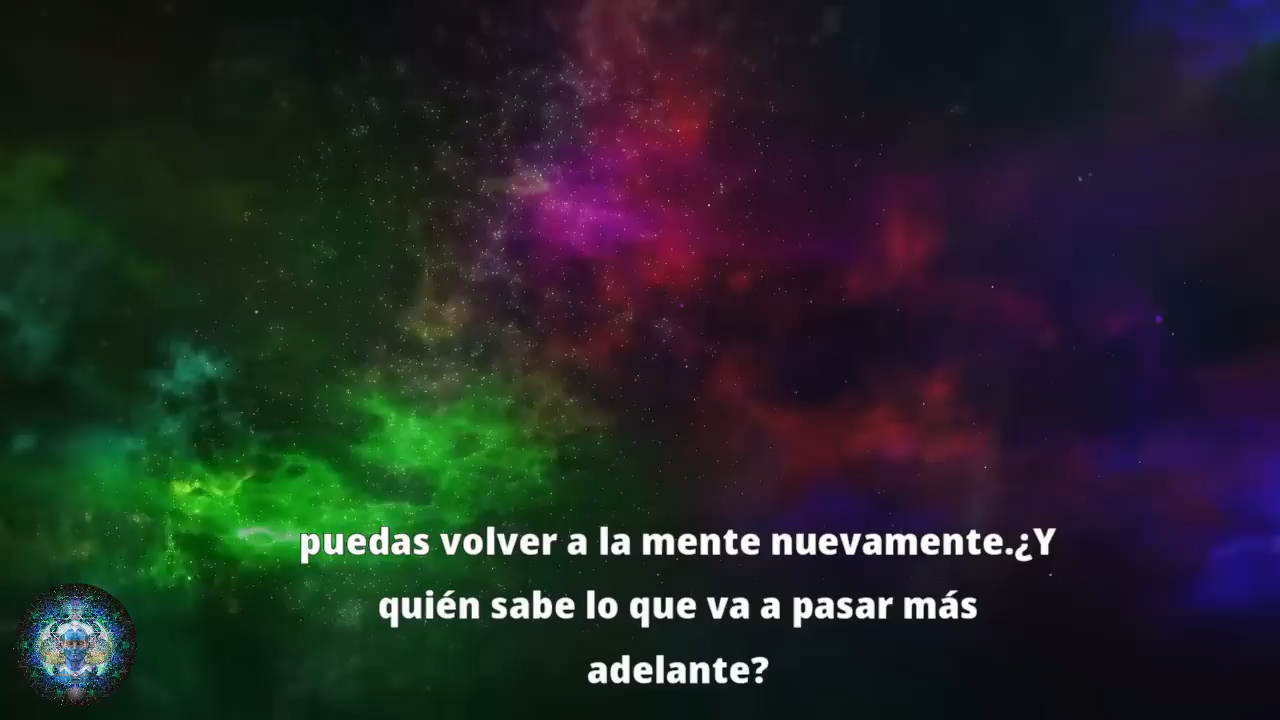 puedas volver a la mente nuevamente.¿Y
quién sabe lo que va a pasar más
adelante?